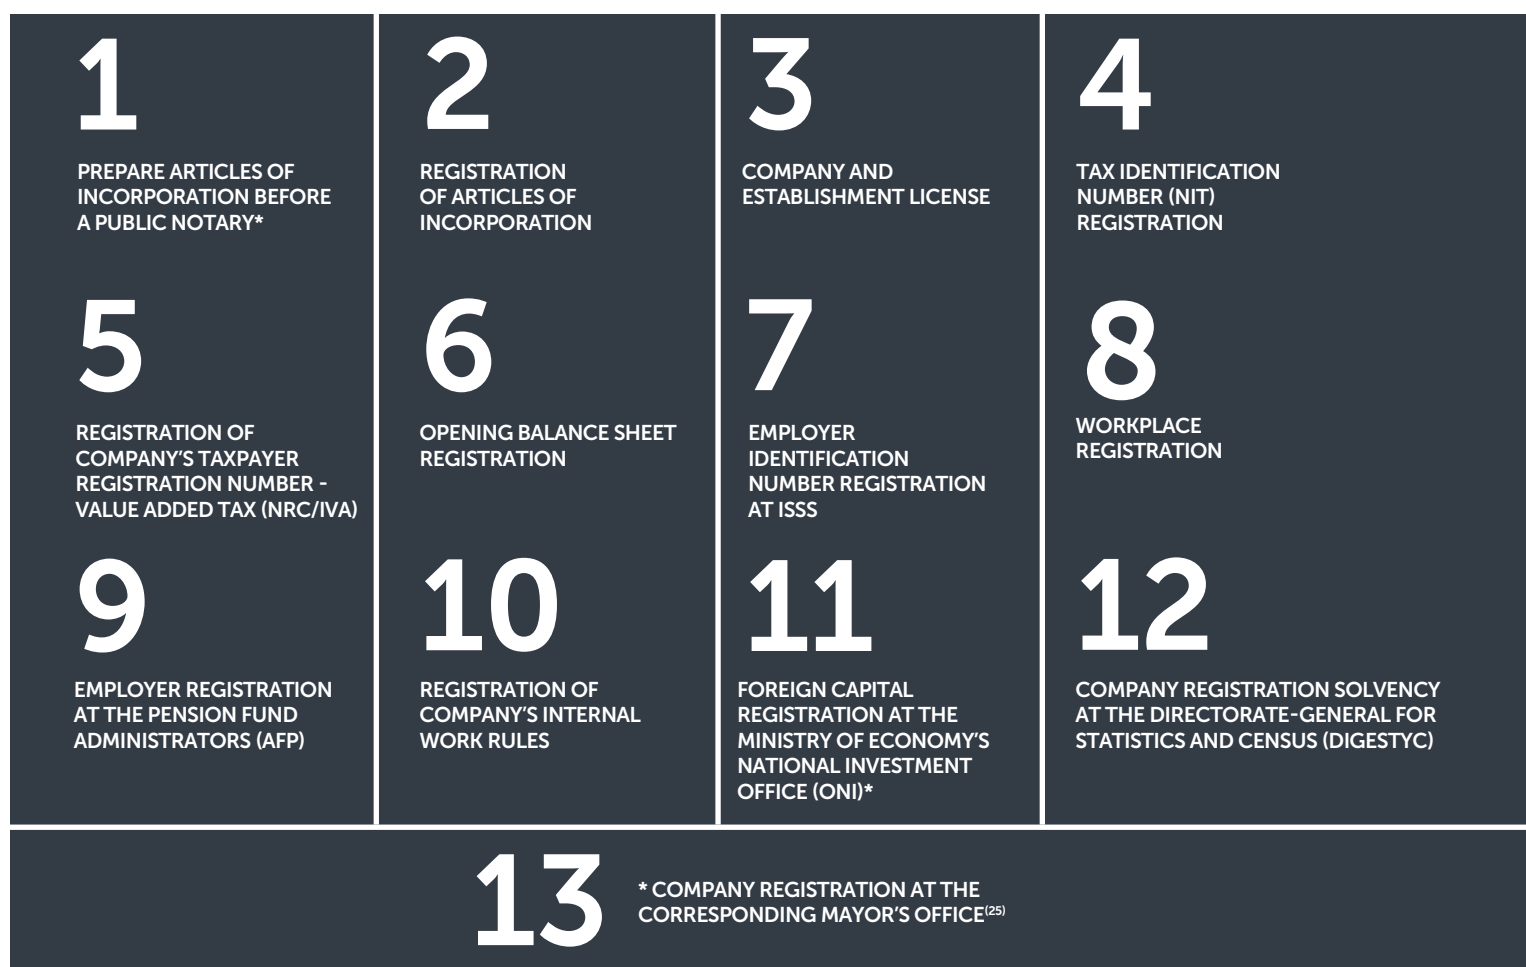 1
PREPARE ARTICLES OF
INCORPORATION BEFORE
A PUBLIC NOTARY*
2
REGISTRATION
OF ARTICLES OF
INCORPORATION
3
COMPANY AND
ESTABLISHMENT LICENSE
4
TAX IDENTIFICATION
NUMBER (NIT)
REGISTRATION
5
REGISTRATION OF
COMPANY’S TAXPAYER
REGISTRATION NUMBER -
VALUE ADDED TAX (NRC/IVA)
6
OPENING BALANCE SHEET
REGISTRATION
7
EMPLOYER
IDENTIFICATION
NUMBER REGISTRATION
AT ISSS
8
WORKPLACE
REGISTRATION
9
EMPLOYER REGISTRATION
AT THE PENSION FUND
ADMINISTRATORS (AFP)
10
REGISTRATION OF
COMPANY’S INTERNAL
WORK RULES
11
FOREIGN CAPITAL
REGISTRATION AT THE
MINISTRY OF ECONOMY’S
NATIONAL INVESTMENT
OFFICE (ONI)*
12
COMPANY REGISTRATION SOLVENCY
AT THE DIRECTORATE-GENERAL FOR
STATISTICS AND CENSUS (DIGESTYC)
13
* COMPANY REGISTRATION AT THE
CORRESPONDING MAYOR’S OFFICE(25)